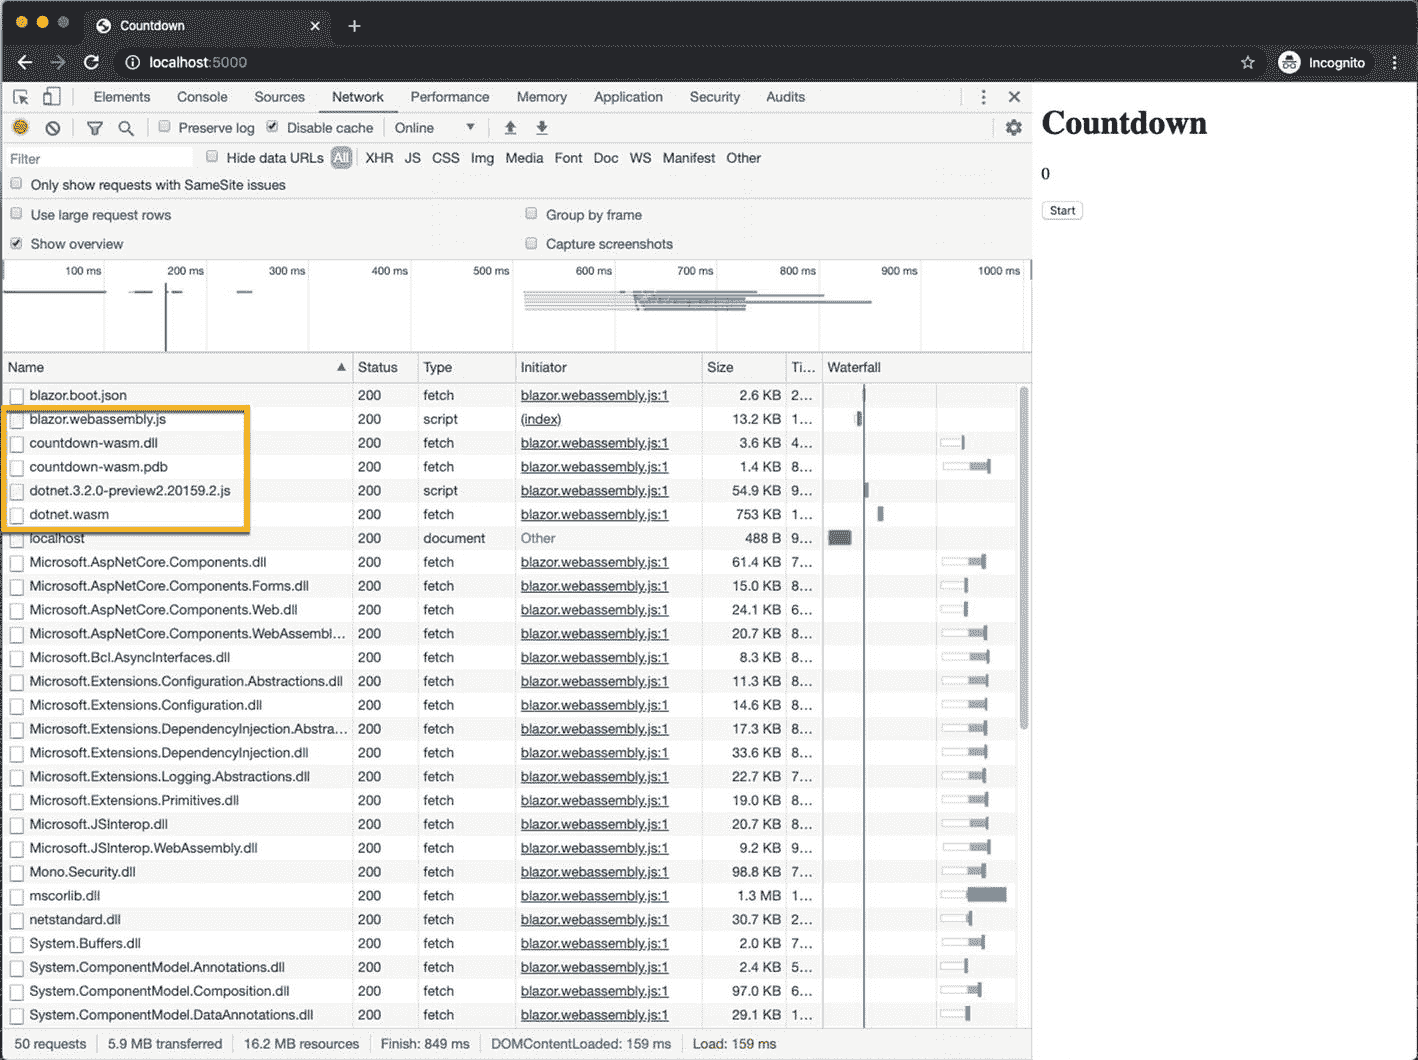 Countdown
localhost:5000
Incognito
Elements Console Sources Network Performance Memory Application Security Audits
Preserve log Disable cache Online
Filter Hide data URLs All XHR JS CSS Img Media Font Doc WS Manifest Other
Only show requests with SameSite issues
Use large request rows Group by frame
Show overview Capture screenshots
100 ms 200 ms 300 ms 400 ms 500 ms 600 ms 700 ms 800 ms 900 ms 1000 ms
Name Status Type Initiator Size Ti... Waterfall
blazor.boot.json 200 fetch blazor.webassembly.js:1 2.6 KB 2...
blazor.webassembly.js 200 script (index) 13.2 KB 1...
countdown-wasm.dll 200 fetch blazor.webassembly.js:1 3.6 KB 4...
countdown-wasm.pdb 200 fetch blazor.webassembly.js:1 1.4 KB 8...
dotnet.3.2.0-preview2.20159.2.js 200 script blazor.webassembly.js:1 54.9 KB 9...
dotnet.wasm 200 fetch blazor.webassembly.js:1 753 KB 1...
localhost 200 document Other 488 B 9...
Microsoft.AspNetCore.Components.dll 200 fetch blazor.webassembly.js:1 61.4 KB 7...
Microsoft.AspNetCore.Components.Forms.dll 200 fetch blazor.webassembly.js:1 15.0 KB 8...
Microsoft.AspNetCore.Components.Web.dll 200 fetch blazor.webassembly.js:1 24.1 KB 6...
Microsoft.AspNetCore.Components.WebAssembl... 200 fetch blazor.webassembly.js:1 20.7 KB 8...
Microsoft.Bcl.AsyncInterfaces.dll 200 fetch blazor.webassembly.js:1 8.3 KB 8...
Microsoft.Extensions.Configuration.Abstractions.dll 200 fetch blazor.webassembly.js:1 11.3 KB 8...
Microsoft.Extensions.Configuration.dll 200 fetch blazor.webassembly.js:1 14.6 KB 8...
Microsoft.Extensions.DependencyInjection.Abstra... 200 fetch blazor.webassembly.js:1 17.3 KB 8...
Microsoft.Extensions.DependencyInjection.dll 200 fetch blazor.webassembly.js:1 33.6 KB 8...
Microsoft.Extensions.Logging.Abstractions.dll 200 fetch blazor.webassembly.js:1 22.7 KB 7...
Microsoft.Extensions.Primitives.dll 200 fetch blazor.webassembly.js:1 19.0 KB 8...
Microsoft.JSInterop.dll 200 fetch blazor.webassembly.js:1 20.7 KB 8...
Microsoft.JSInterop.WebAssembly.dll 200 fetch blazor.webassembly.js:1 9.2 KB 9...
Mono.Security.dll 200 fetch blazor.webassembly.js:1 98.8 KB 7...
mscorlib.dll 200 fetch blazor.webassembly.js:1 1.3 MB 1...
netstandard.dll 200 fetch blazor.webassembly.js:1 30.7 KB 2...
System.Buffers.dll 200 fetch blazor.webassembly.js:1 2.0 KB 7...
System.ComponentModel.Annotations.dll 200 fetch blazor.webassembly.js:1 2.4 KB 5...
System.ComponentModel.Composition.dll 200 fetch blazor.webassembly.js:1 97.0 KB 6...
System.ComponentModel.DataAnnotations.dll 200 fetch blazor.webassembly.js:1 29.1 KB 1...
50 requests 5.9 MB transferred 16.2 MB resources Finish: 849 ms DOMContentLoaded: 159 ms Load: 159 ms
Countdown
0
Start